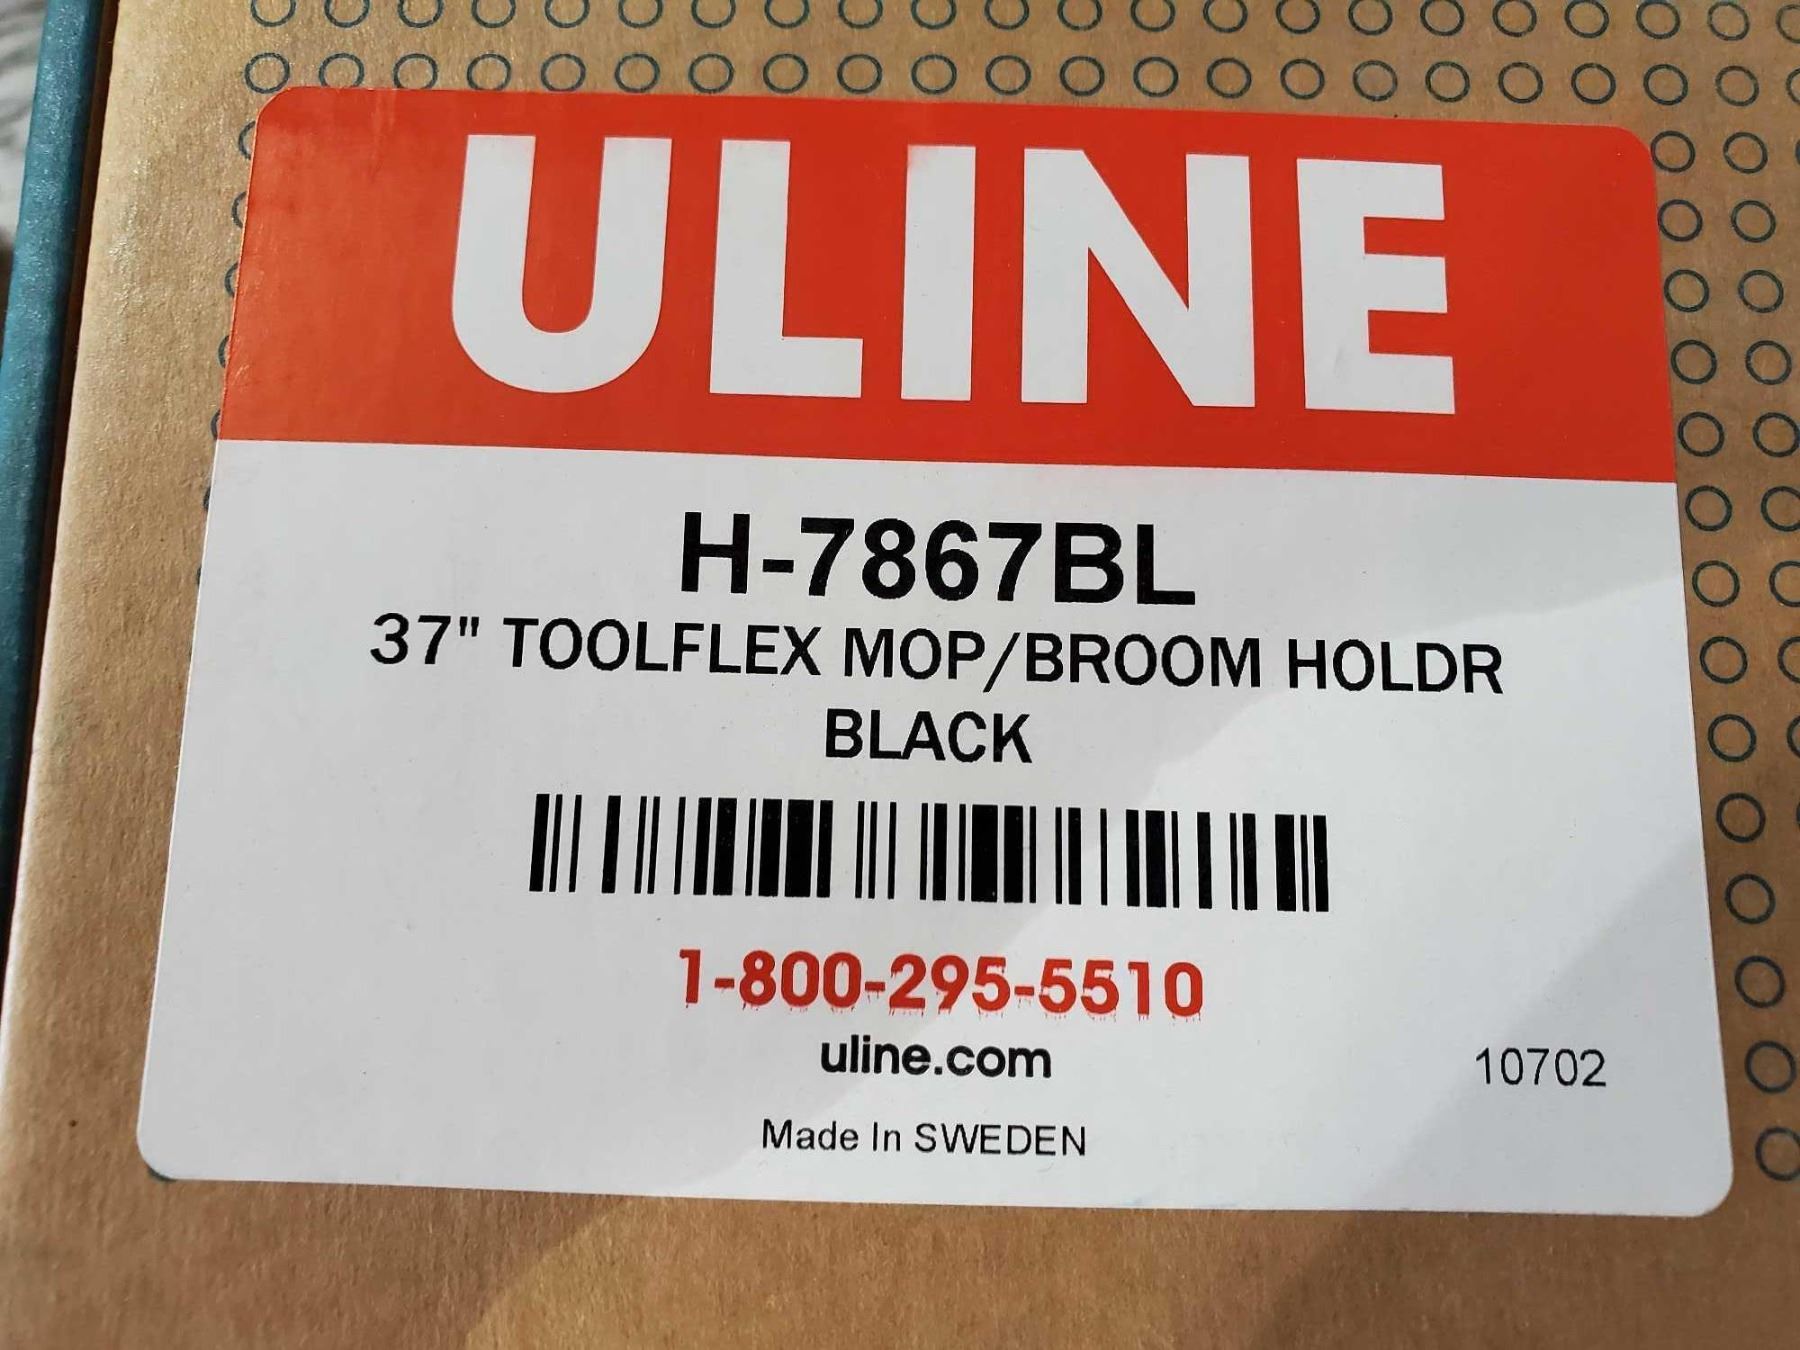 ULINE
H-7867BL
37" TOOLFLEX MOP/BROOM HOLDR
BLACK
1-800-295-5510
uline.com
10702
Made In SWEDEN